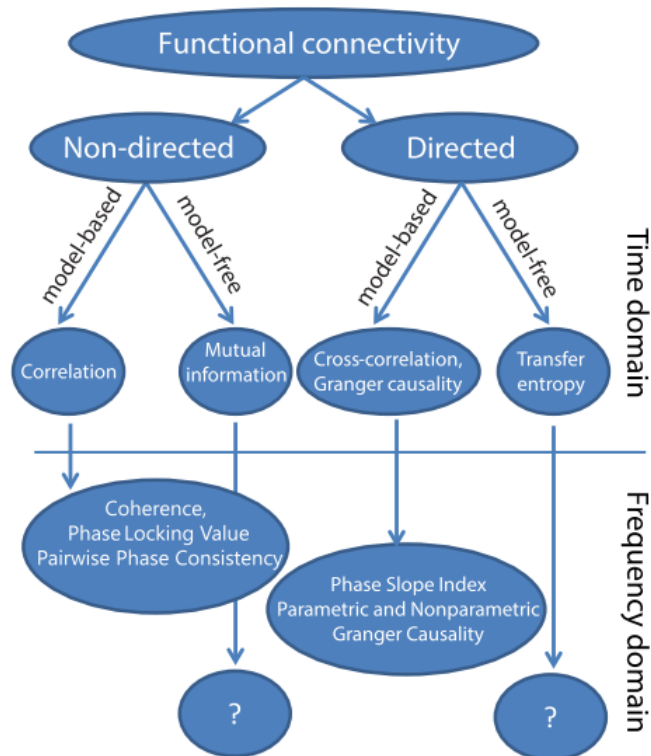 Functional connectivity
Non-directed
Directed
model-based
model-free
model-based
model-free
Time domain
Correlation
Mutual
information
Cross-correlation,
Granger causality
Transfer
entropy
Frequency domain
Coherence,
Phase Locking Value
Pairwise Phase Consistency
Phase Slope Index
Parametric and Nonparametric
Granger Causality
?
?